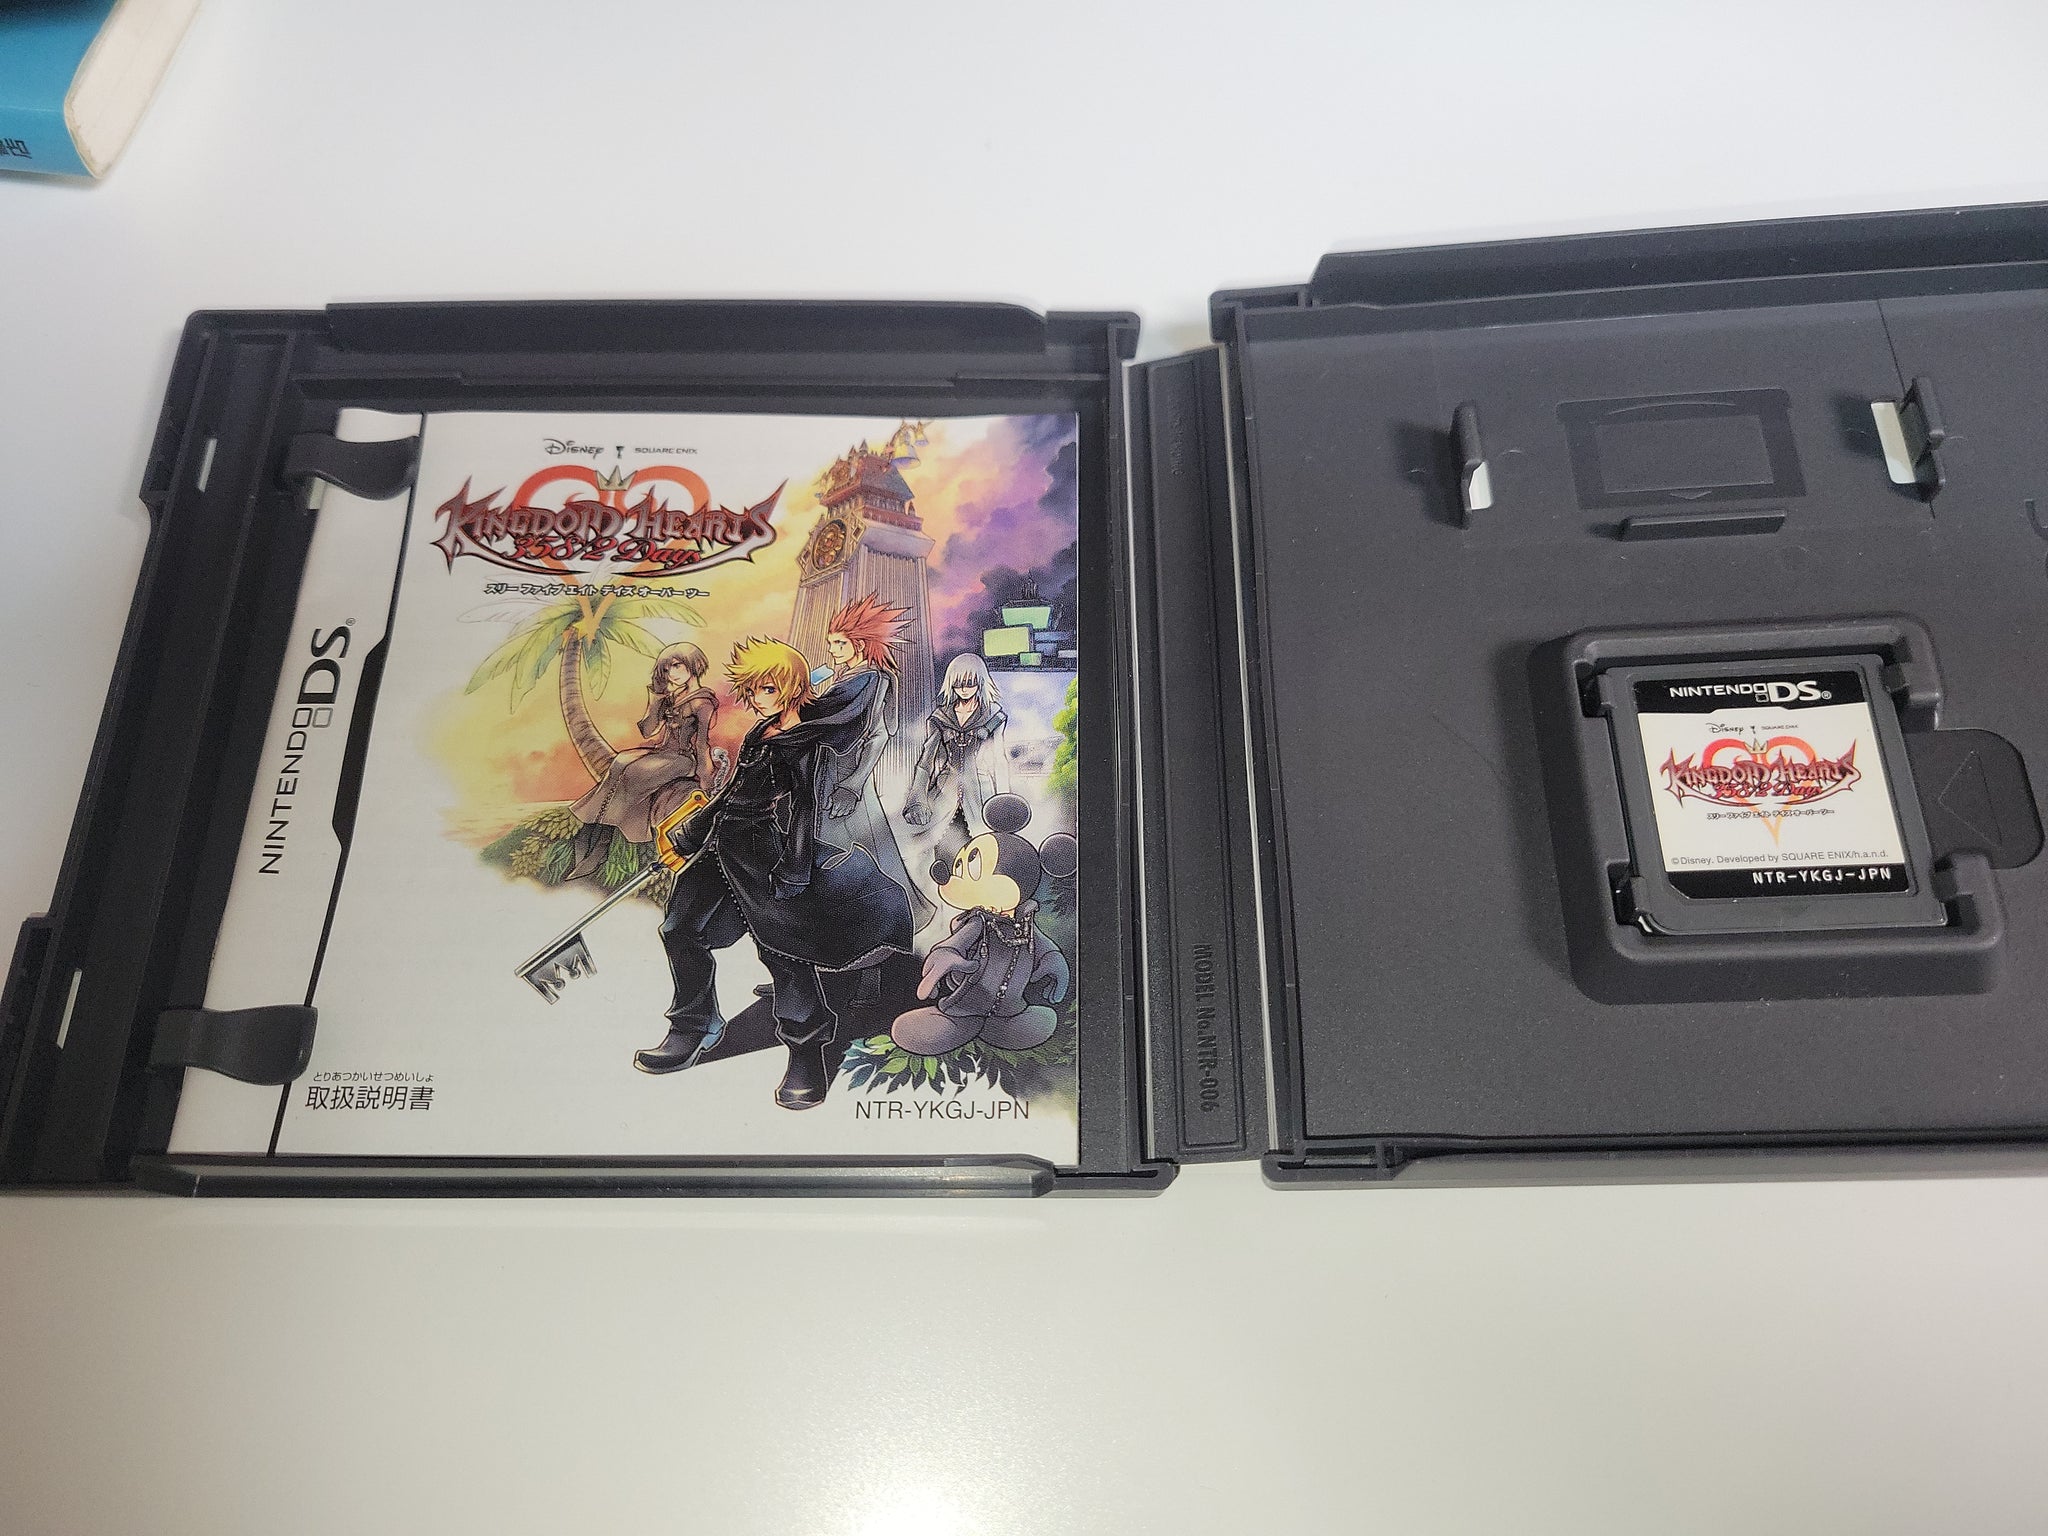 Disney SQUARE ENIX
KINGDOM HEARTS
358/2 Days
スリー ファイブ エイト デイズ オーバー ツー
NINTENDO DS®
とりあつかいせつめいしょ
取扱説明書
NTR-YKGJ-JPN
MODEL No.NTR-006
NINTENDO DS®
Disney SQUARE ENIX
KINGDOM HEARTS
358/2 Days
スリー ファイブ エイト デイズ オーバー ツー
©Disney. Developed by SQUARE ENIX/h.a.n.d.
NTR-YKGJ-JPN